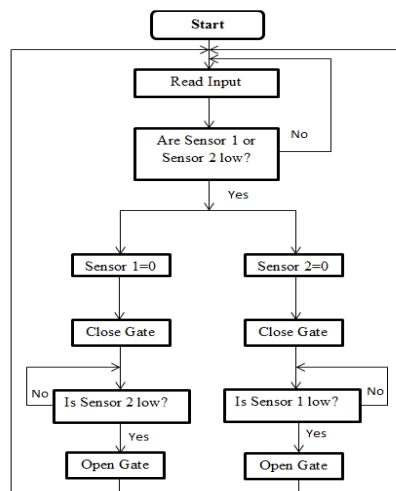 Start
Read Input
No
Are Sensor 1 or
Sensor 2 low?
Yes
Sensor 1=0
Sensor 2=0
Close Gate
Close Gate
No
Is Sensor 2 low?
Is Sensor 1 low?
No
Yes
Yes
Open Gate
Open Gate